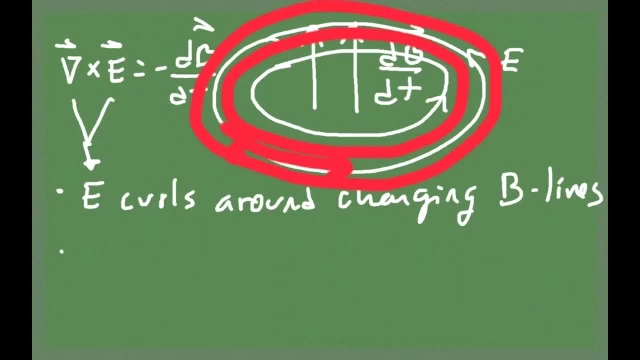 ∇⃗ × E⃗ = - dB⃗/dt dB⃗/dt E
· E curls around changing B-lines
·